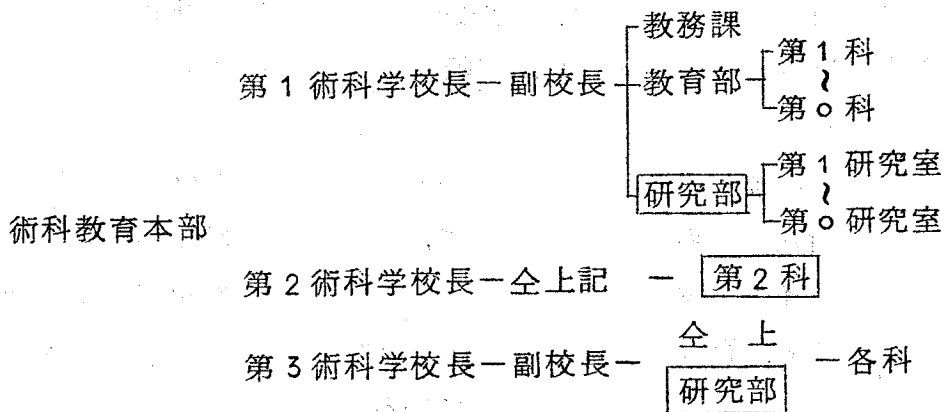 教務課
第1術科学校長ー副校長 教育部 第1科
〜
第○科
研究部 第1研究室
〜
第○研究室
術科教育本部
第2術科学校長ー仝上記 ー 第2科
第3術科学校長ー副校長ー 仝上 ー各科
研究部